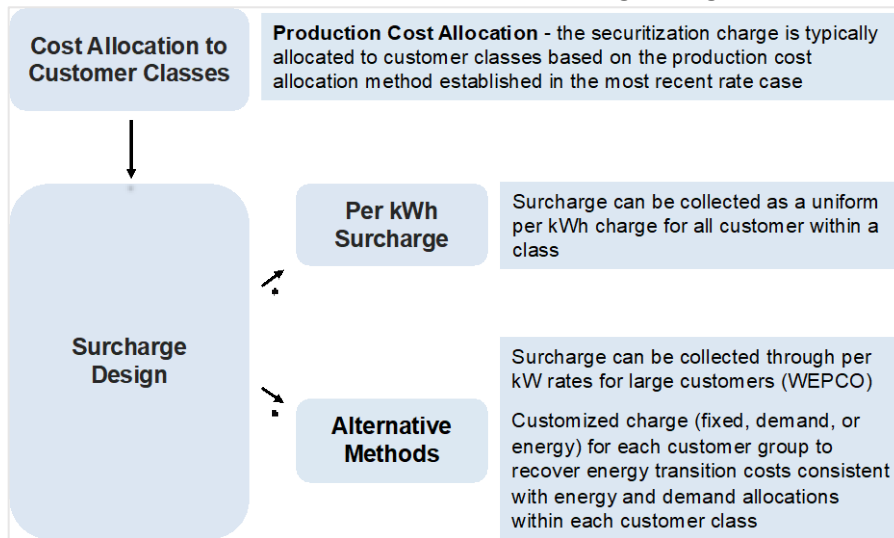 Cost Allocation to
Customer Classes
Production Cost Allocation - the securitization charge is typically
allocated to customer classes based on the production cost
allocation method established in the most recent rate case
Surcharge
Design
Per kWh
Surcharge
Surcharge can be collected as a uniform
per kWh charge for all customer within a
class
Alternative
Methods
Surcharge can be collected through per
kW rates for large customers (WEPCO)
Customized charge (fixed, demand, or
energy) for each customer group to
recover energy transition costs consistent
with energy and demand allocations
within each customer class